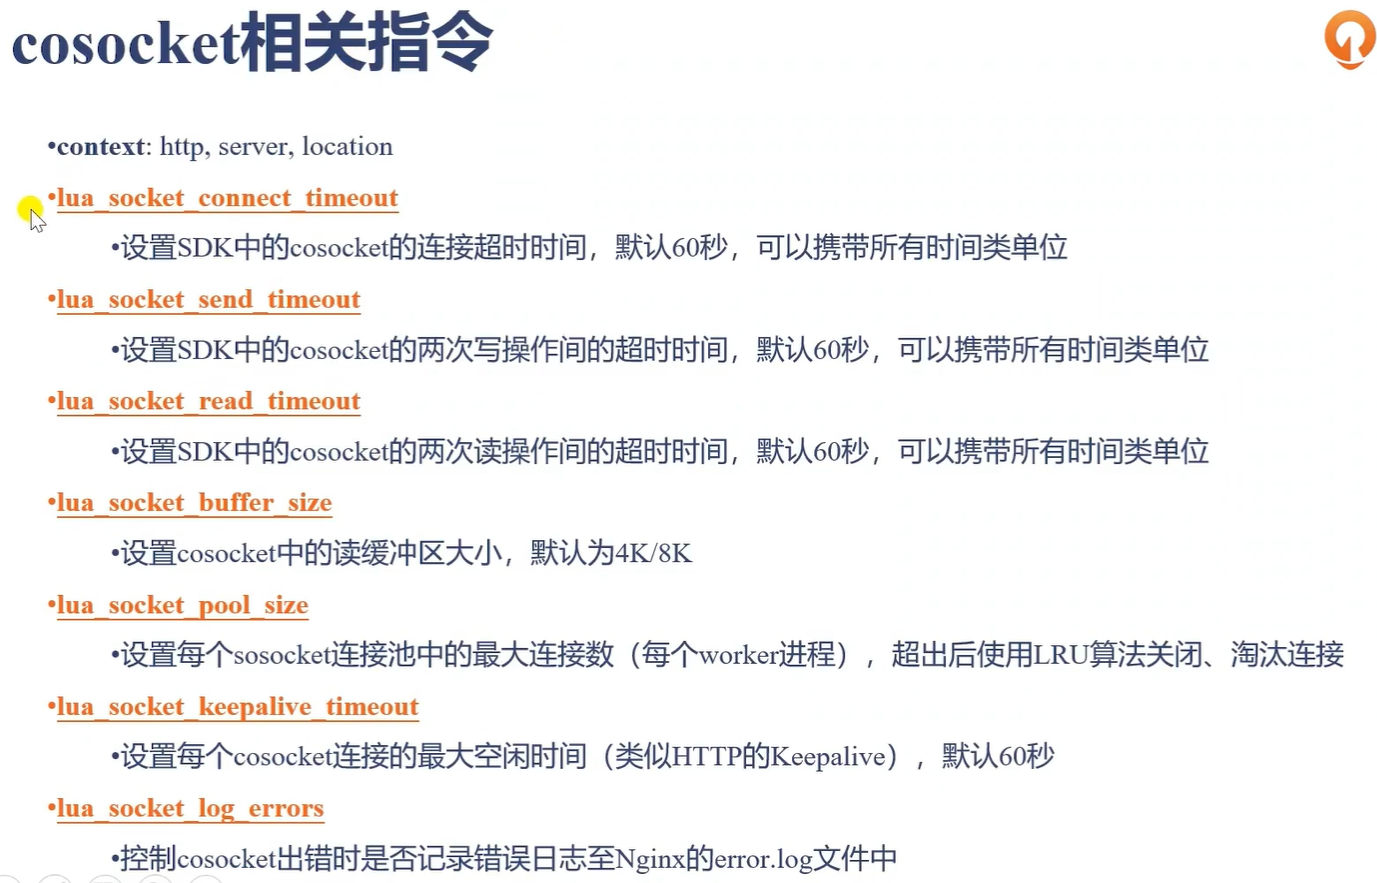 cosocket相关指令
•context: http, server, location
•lua_socket_connect_timeout
•设置SDK中的cosocket的连接超时时间，默认60秒，可以携带所有时间类单位
•lua_socket_send_timeout
•设置SDK中的cosocket的两次写操作间的超时时间，默认60秒，可以携带所有时间类单位
•lua_socket_read_timeout
•设置SDK中的cosocket的两次读操作间的超时时间，默认60秒，可以携带所有时间类单位
•lua_socket_buffer_size
•设置cosocket中的读缓冲区大小，默认为4K/8K
•lua_socket_pool_size
•设置每个sosocket连接池中的最大连接数（每个worker进程），超出后使用LRU算法关闭、淘汰连接
•lua_socket_keepalive_timeout
•设置每个cosocket连接的最大空闲时间（类似HTTP的Keepalive），默认60秒
•lua_socket_log_errors
•控制cosocket出错时是否记录错误日志至Nginx的error.log文件中